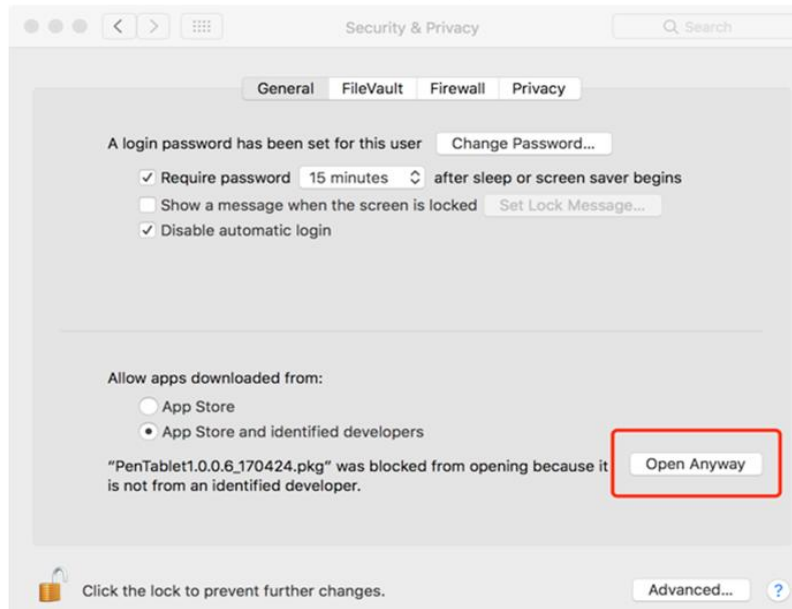 Security & Privacy
Search
General FileVault Firewall Privacy
A login password has been set for this user Change Password...
Require password 15 minutes after sleep or screen saver begins
Show a message when the screen is locked Set Lock Message...
Disable automatic login
Allow apps downloaded from:
App Store
App Store and identified developers
“PenTablet1.0.0.6_170424.pkg” was blocked from opening because it
is not from an identified developer.
Open Anyway
Click the lock to prevent further changes.
Advanced... ?